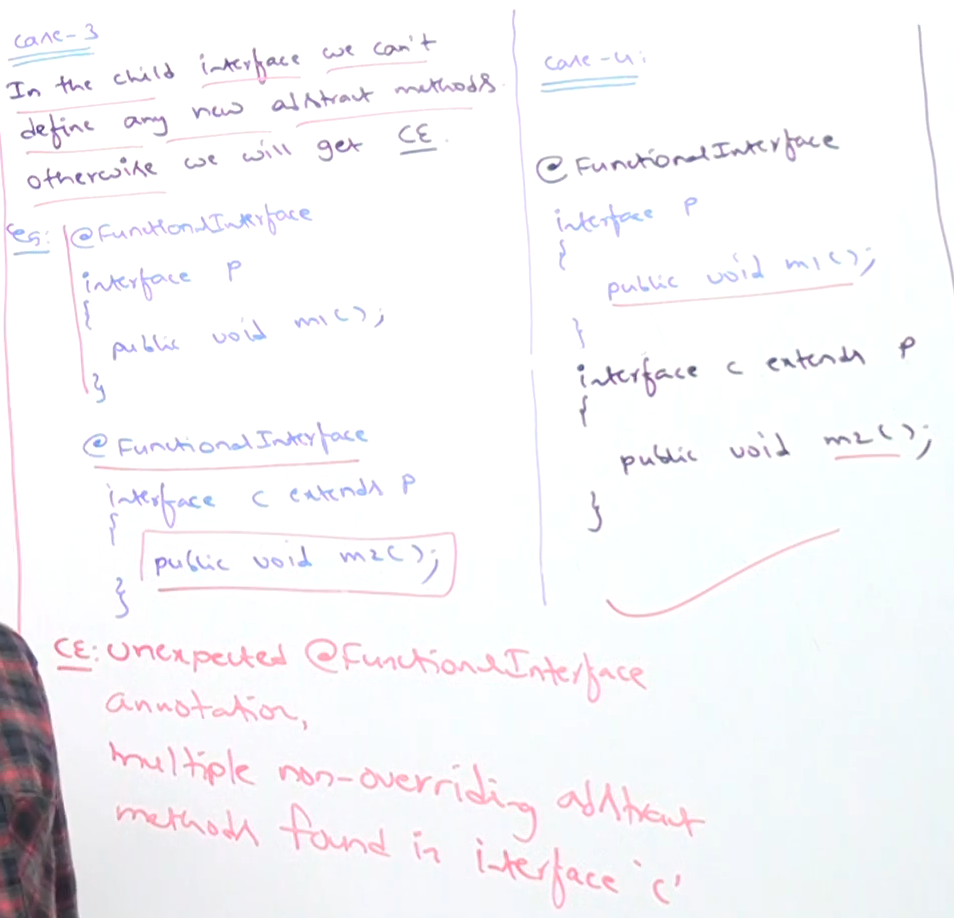 case-3
In the child interface we can't
define any new abstract methods.
otherwise we will get CE.
eg: @FunctionalInterface
interface P
{
public void m1();
}
@FunctionalInterface
interface C extends P
{
public void m2();
}
case-4:
@FunctionalInterface
interface P
{
public void m1();
}
interface C extends P
{
public void m2();
}
CE: Unexpected @FunctionalInterface
annotation,
multiple non-overriding abstract
methods found in interface 'C'